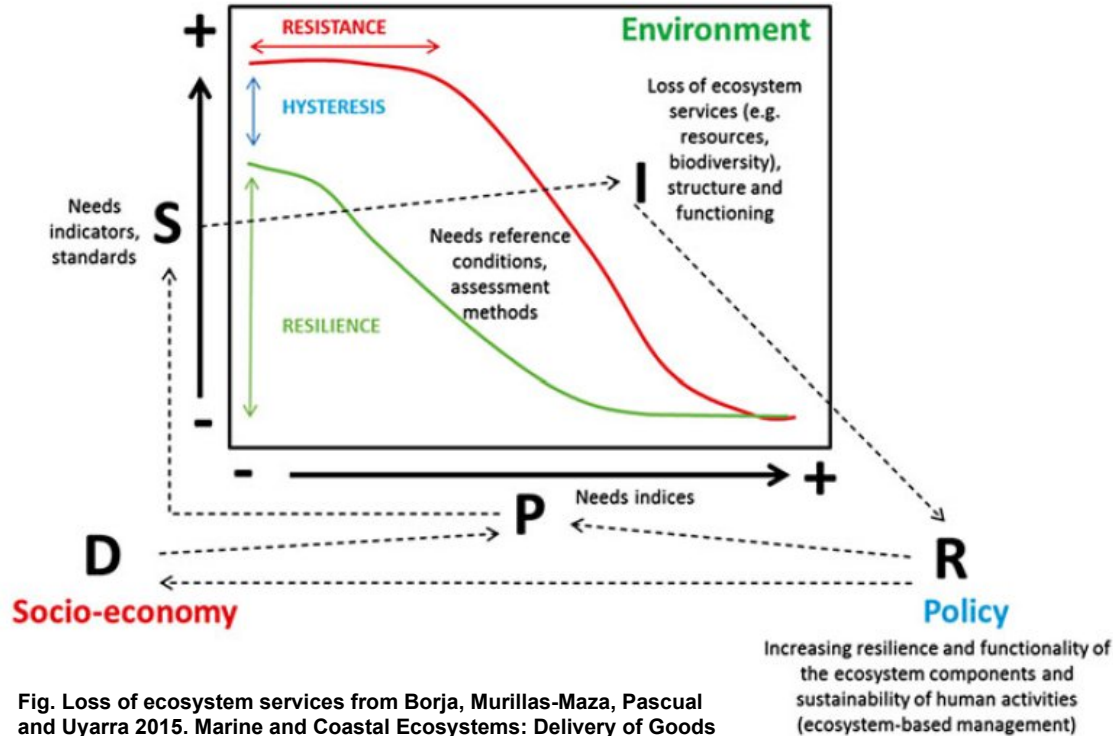 +
RESISTANCE
Environment
HYSTERESIS
Loss of ecosystem
services (e.g.
resources,
biodiversity),
structure and
functioning
I
Needs
indicators,
standards
S
Needs reference
conditions,
assessment
methods
RESILIENCE
-
- +
P Needs indices
D
R
Socio-economy
Policy
Increasing resilience and functionality of
the ecosystem components and
sustainability of human activities
(ecosystem-based management)
Fig. Loss of ecosystem services from Borja, Murillas-Maza, Pascual
and Uyarra 2015. Marine and Coastal Ecosystems: Delivery of Goods